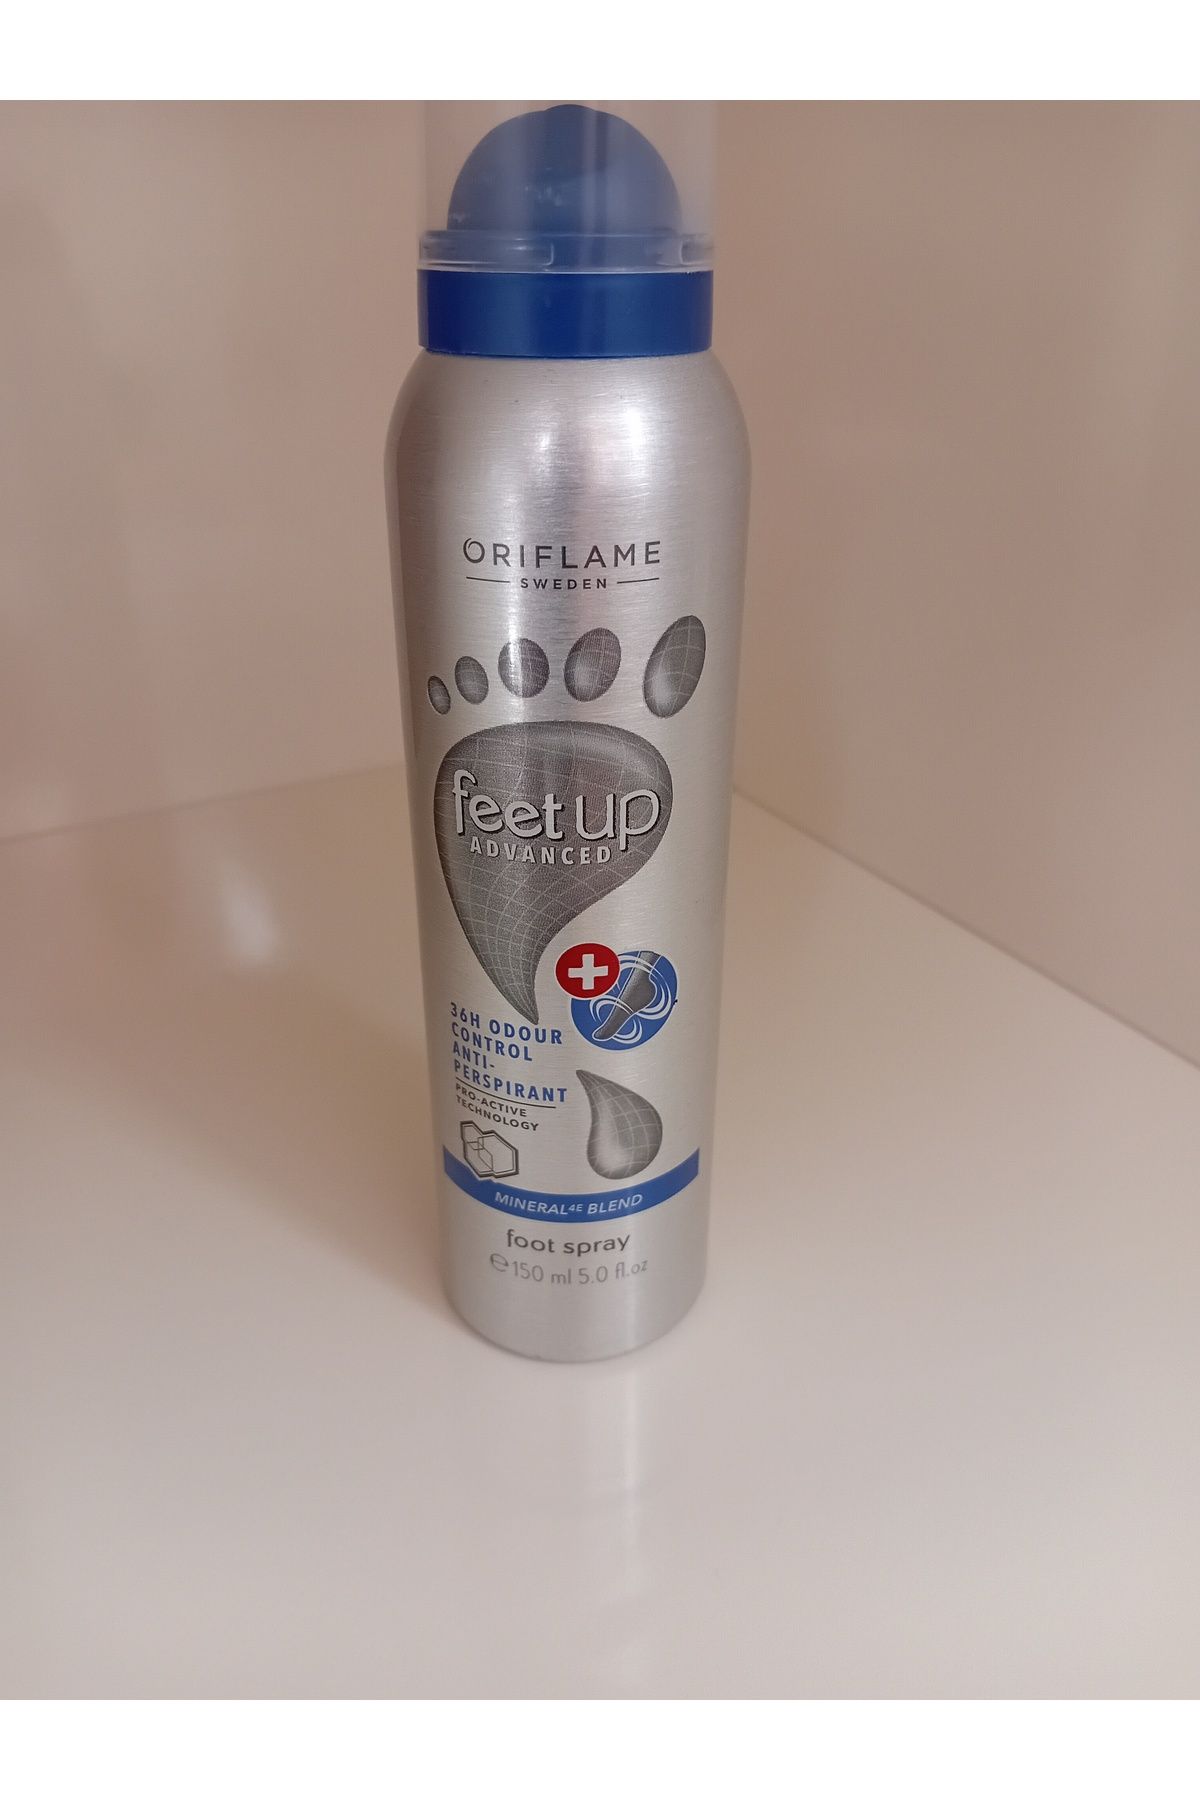 ORIFLAME
SWEDEN
feet up
ADVANCED
36H ODOUR
CONTROL
ANTI-
PERSPIRANT
PRO-ACTIVE
TECHNOLOGY
MINERAL4E BLEND
foot spray
℮150 ml 5.0 fl.oz